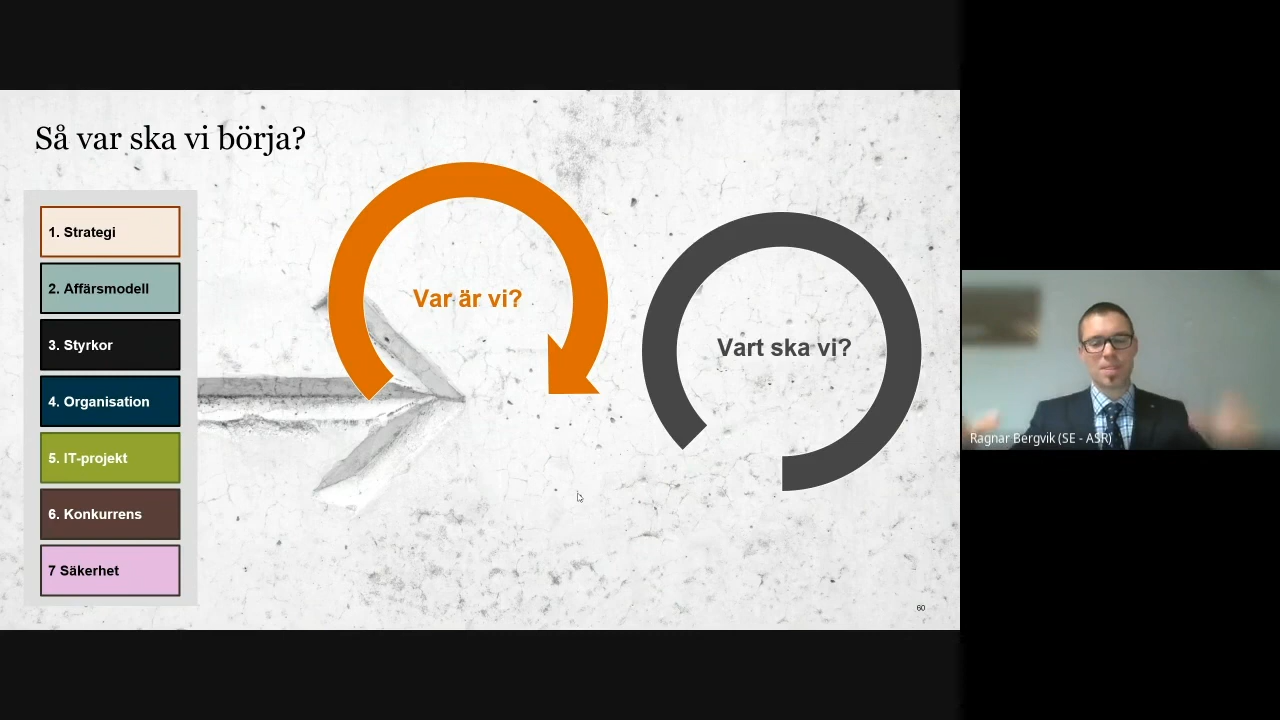 Så var ska vi börja?
1. Strategi
2. Affärsmodell
3. Styrkor
4. Organisation
5. IT-projekt
6. Konkurrens
7 Säkerhet
Var är vi?
Vart ska vi?
60
Ragnar Bergvik (SE - ASR)